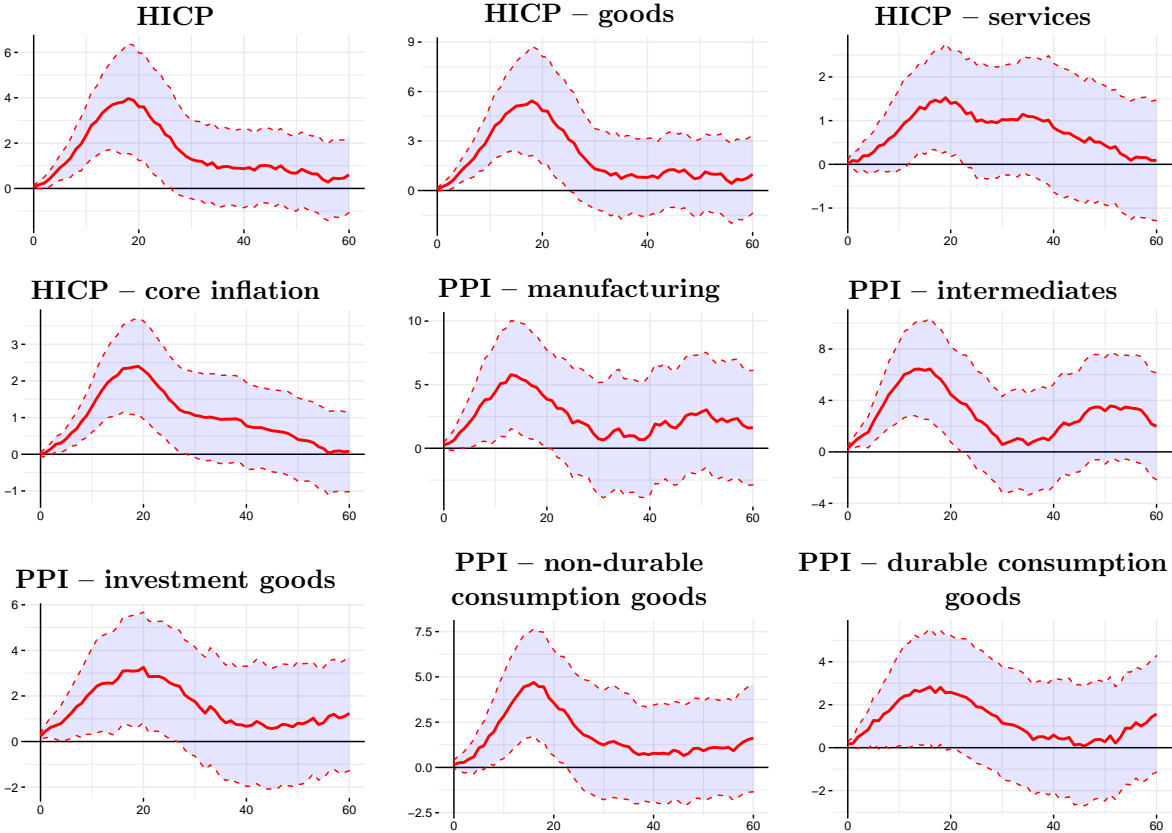 HICP
6
4
2
0
0 20 40 60
HICP – goods
9
6
3
0
0 20 40 60
HICP – services
2
1
0
−1
0 20 40 60
HICP – core inflation
3
2
1
0
−1
0 20 40 60
PPI – manufacturing
10
5
0
0 20 40 60
PPI – intermediates
8
4
0
−4
0 20 40 60
PPI – investment goods
6
4
2
0
−2
0 20 40 60
PPI – non-durable
consumption goods
7.5
5.0
2.5
0.0
−2.5
0 20 40 60
PPI – durable consumption
goods
4
2
0
−2
0 20 40 60